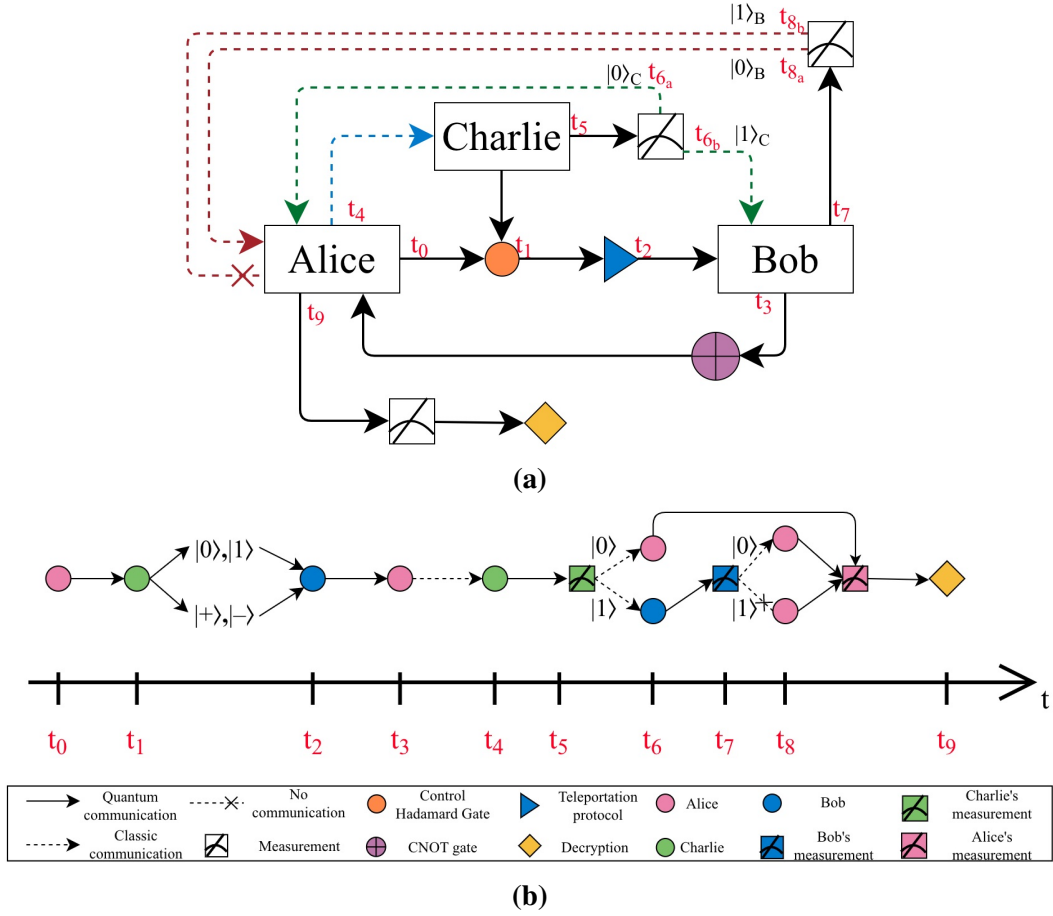 |1⟩B t8b
|0⟩B t8a
|0⟩C t6a
Charlie t5
t6b |1⟩C
t4 t7
Alice t0 t1 t2 Bob
t9 t3
(a)
|0⟩,|1⟩ |0⟩ |0⟩
|+⟩,|−⟩ |1⟩ |1⟩
t
t0 t1 t2 t3 t4 t5 t6 t7 t8 t9
Quantum communication
No communication
Control Hadamard Gate
Teleportation protocol
Alice
Bob
Charlie's measurement
Classic communication
Measurement
CNOT gate
Decryption
Charlie
Bob's measurement
Alice's measurement
(b)